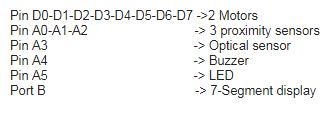 Pin D0-D1-D2-D3-D4-D5-D6-D7 ->2 Motors
Pin A0-A1-A2 -> 3 proximity sensors
Pin A3 -> Optical sensor
Pin A4 -> Buzzer
Pin A5 -> LED
Port B -> 7-Segment display